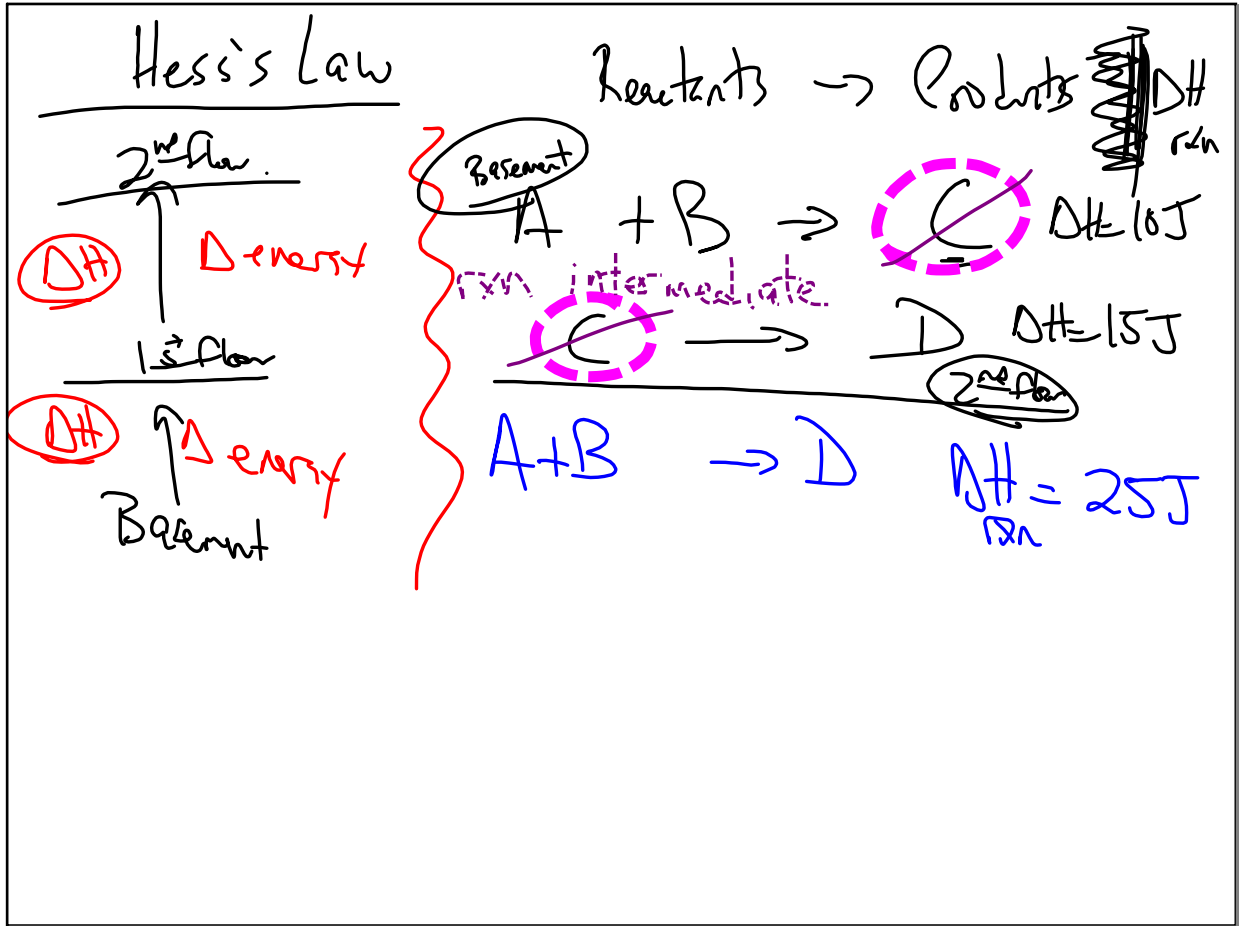 Hess's Law
Reactants → Products ΔH rxn
2nd floor.
ΔH Δ energy
1st floor
ΔH Δ energy
Basement
Basement
A + B → C ΔH = 10J
rxn intermediate
C → D ΔH = 15J
2nd floor
A+B → D ΔH rxn = 25J